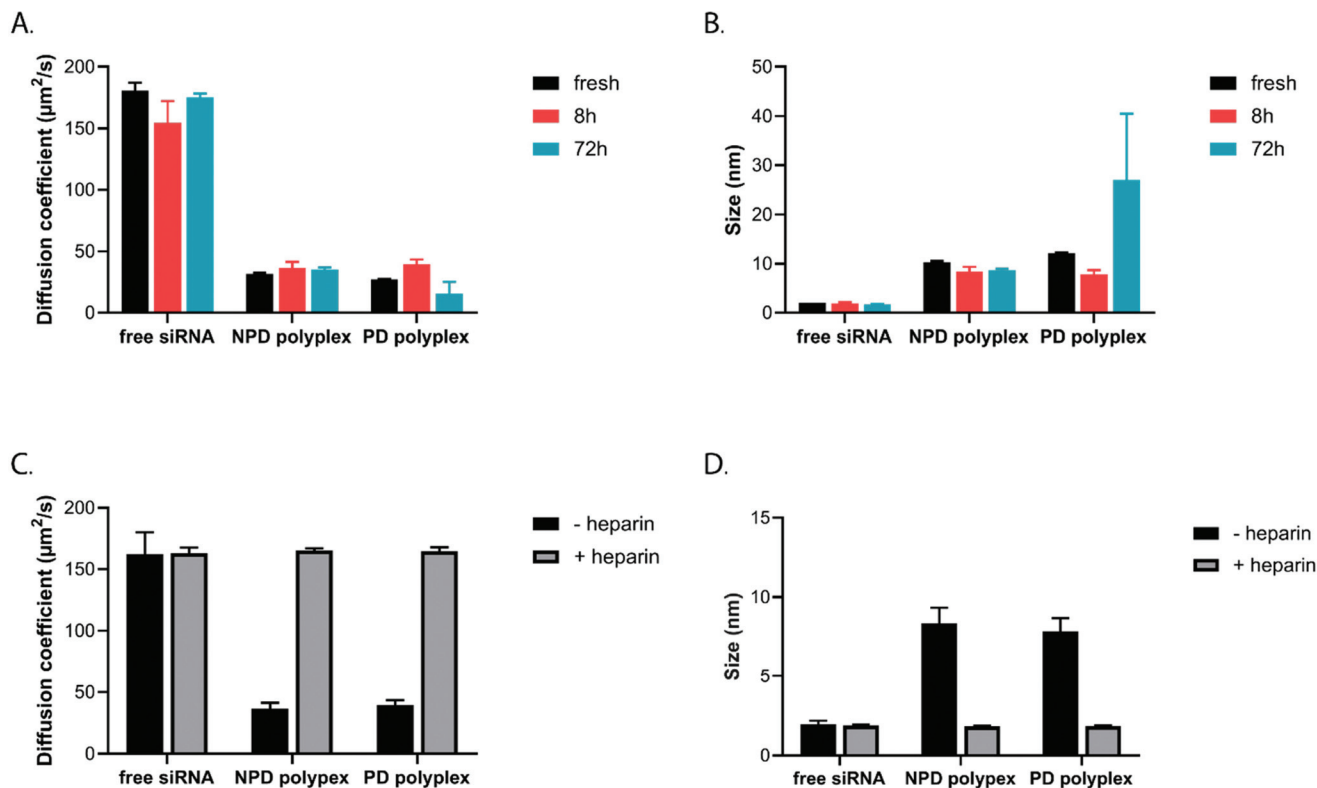 A.
Diffusion coefficient (µm²/s)
200
150
100
50
0
free siRNA NPD polyplex PD polyplex
fresh
8h
72h
B.
Size (nm)
50
40
30
20
10
0
free siRNA NPD polyplex PD polyplex
fresh
8h
72h
C.
Diffusion coefficient (µm²/s)
200
150
100
50
0
free siRNA NPD polypex PD polyplex
- heparin
+ heparin
D.
Size (nm)
15
10
5
0
free siRNA NPD polypex PD polyplex
- heparin
+ heparin